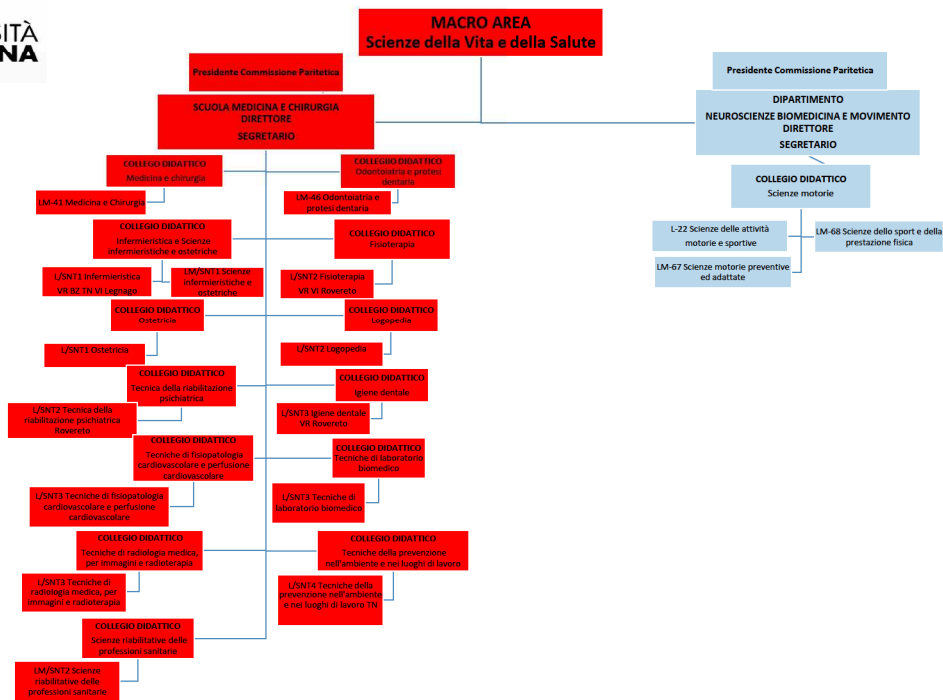 SITÀ
NA
MACRO AREA
Scienze della Vita e della Salute
Presidente Commissione Paritetica
SCUOLA MEDICINA E CHIRURGIA
DIRETTORE
SEGRETARIO
Presidente Commissione Paritetica
DIPARTIMENTO
NEUROSCIENZE BIOMEDICINA E MOVIMENTO
DIRETTORE
SEGRETARIO
COLLEGIO DIDATTICO
Scienze motorie
L-22 Scienze delle attività
motorie e sportive
LM-68 Scienze dello sport e della
prestazione fisica
LM-67 Scienze motorie preventive
ed adattate
COLLEGIO DIDATTICO
Medicina e chirurgia
LM-41 Medicina e Chirurgia
COLLEGIIO DIDATTICO
Odontoiatria e protesi
dentaria
LM-46 Odontoiatria e
protesi dentaria
COLLEGIO DIDATTICO
Infermieristica e Scienze
infermieristiche e ostetriche
L/SNT1 Infermieristica
VR BZ TN VI Legnago
LM/SNT1 Scienze
infermieristiche e
ostetriche
COLLEGIO DIDATTICO
Fisioterapia
L/SNT2 Fisioterapia
VR VI Rovereto
COLLEGIO DIDATTICO
Ostetricia
L/SNT1 Ostetricia
COLLEGIO DIDATTICO
Logopedia
L/SNT2 Logopedia
COLLEGIO DIDATTICO
Tecnica della riabilitazione
psichiatrica
L/SNT2 Tecnica della
riabilitazione psichiatrica
Rovereto
COLLEGIO DIDATTICO
Igiene dentale
L/SNT3 Igiene dentale
VR Rovereto
COLLEGIO DIDATTICO
Tecniche di fisiopatologia
cardiovascolare e perfusione
cardiovascolare
L/SNT3 Tecniche di fisiopatologia
cardiovascolare e perfusione
cardiovascolare
COLLEGIO DIDATTICO
Tecniche di laboratorio
biomedico
L/SNT3 Tecniche di
laboratorio biomedico
COLLEGIO DIDATTICO
Tecniche di radiologia medica,
per immagini e radioterapia
L/SNT3 Tecniche di
radiologia medica, per
immagini e radioterapia
COLLEGIO DIDATTICO
Tecniche della prevenzione
nell'ambiente e nei luoghi di lavoro
L/SNT4 Tecniche della
prevenzione nell'ambiente
e nei luoghi di lavoro TN
COLLEGIO DIDATTICO
Scienze riabilitative delle
professioni sanitarie
LM/SNT2 Scienze
riabilitative delle
professioni sanitarie